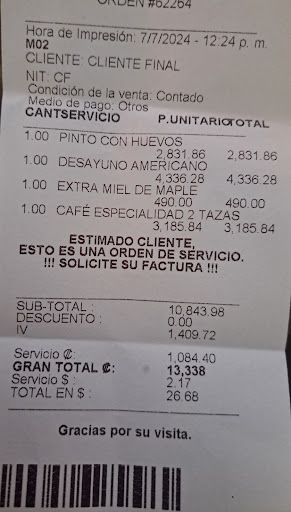 ORDEN #62264
Hora de Impresión: 7/7/2024 - 12:24 p. m.
M02
CLIENTE: CLIENTE FINAL
NIT: CF
Condición de la venta: Contado
Medio de pago: Otros
CANTSERVICIO P.UNITARIOTOTAL
1.00 PINTO CON HUEVOS
2,831.86 2,831.86
1.00 DESAYUNO AMERICANO
4,336.28 4,336.28
1.00 EXTRA MIEL DE MAPLE
490.00 490.00
1.00 CAFÉ ESPECIALIDAD 2 TAZAS
3,185.84 3,185.84
ESTIMADO CLIENTE,
ESTO ES UNA ORDEN DE SERVICIO.
!!! SOLICITE SU FACTURA !!!
SUB-TOTAL : 10,843.98
DESCUENTO : 0.00
IV 1,409.72
Servicio ₡: 1,084.40
GRAN TOTAL ₡: 13,338
Servicio $ : 2.17
TOTAL EN $ : 26.68
Gracias por su visita.